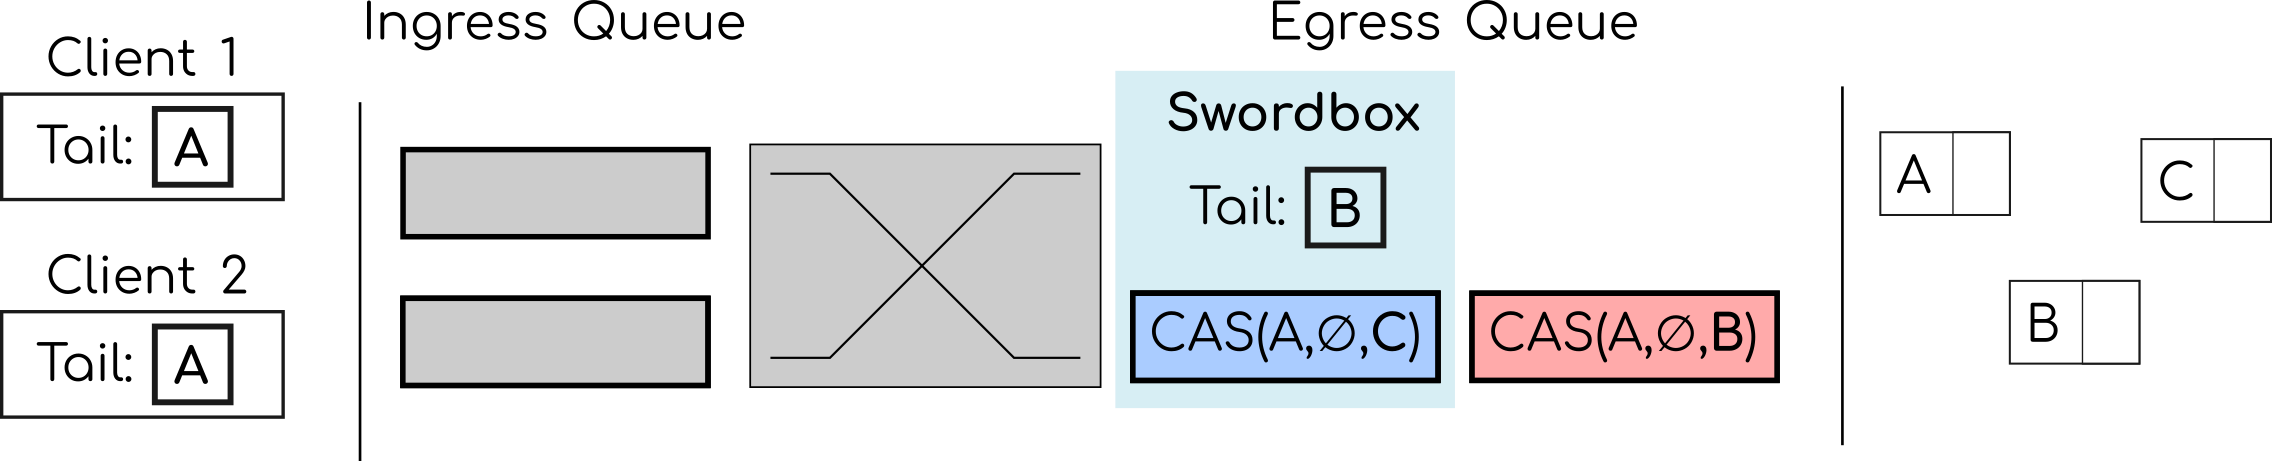 Client 1
Tail: A
Client 2
Tail: A
Ingress Queue
Egress Queue
Swordbox
Tail: B
CAS(A,∅,C)
CAS(A,∅,B)
A
C
B